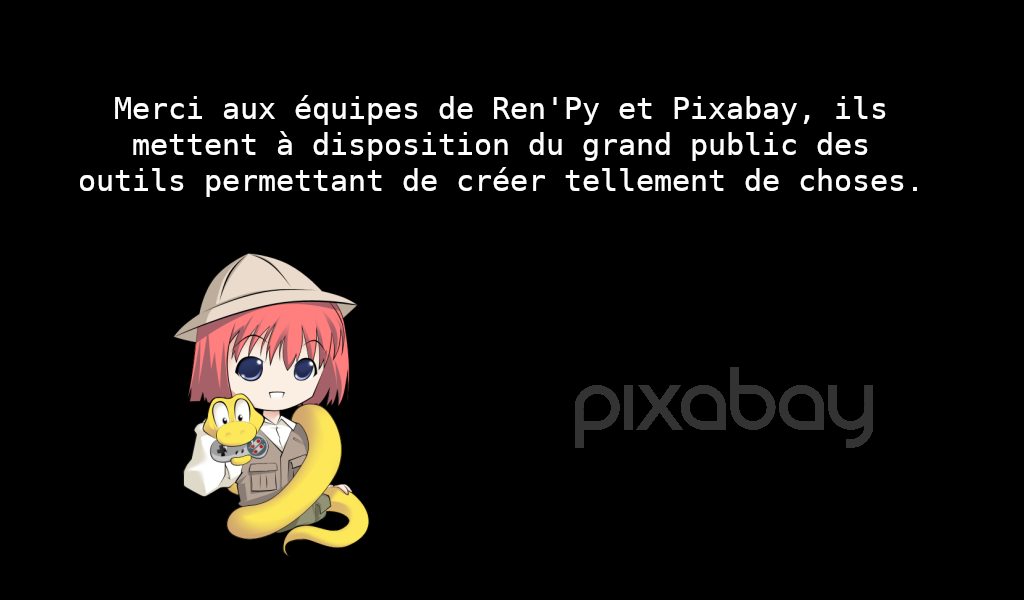 Merci aux équipes de Ren'Py et Pixabay, ils
mettent à disposition du grand public des
outils permettant de créer tellement de choses.
pixabay